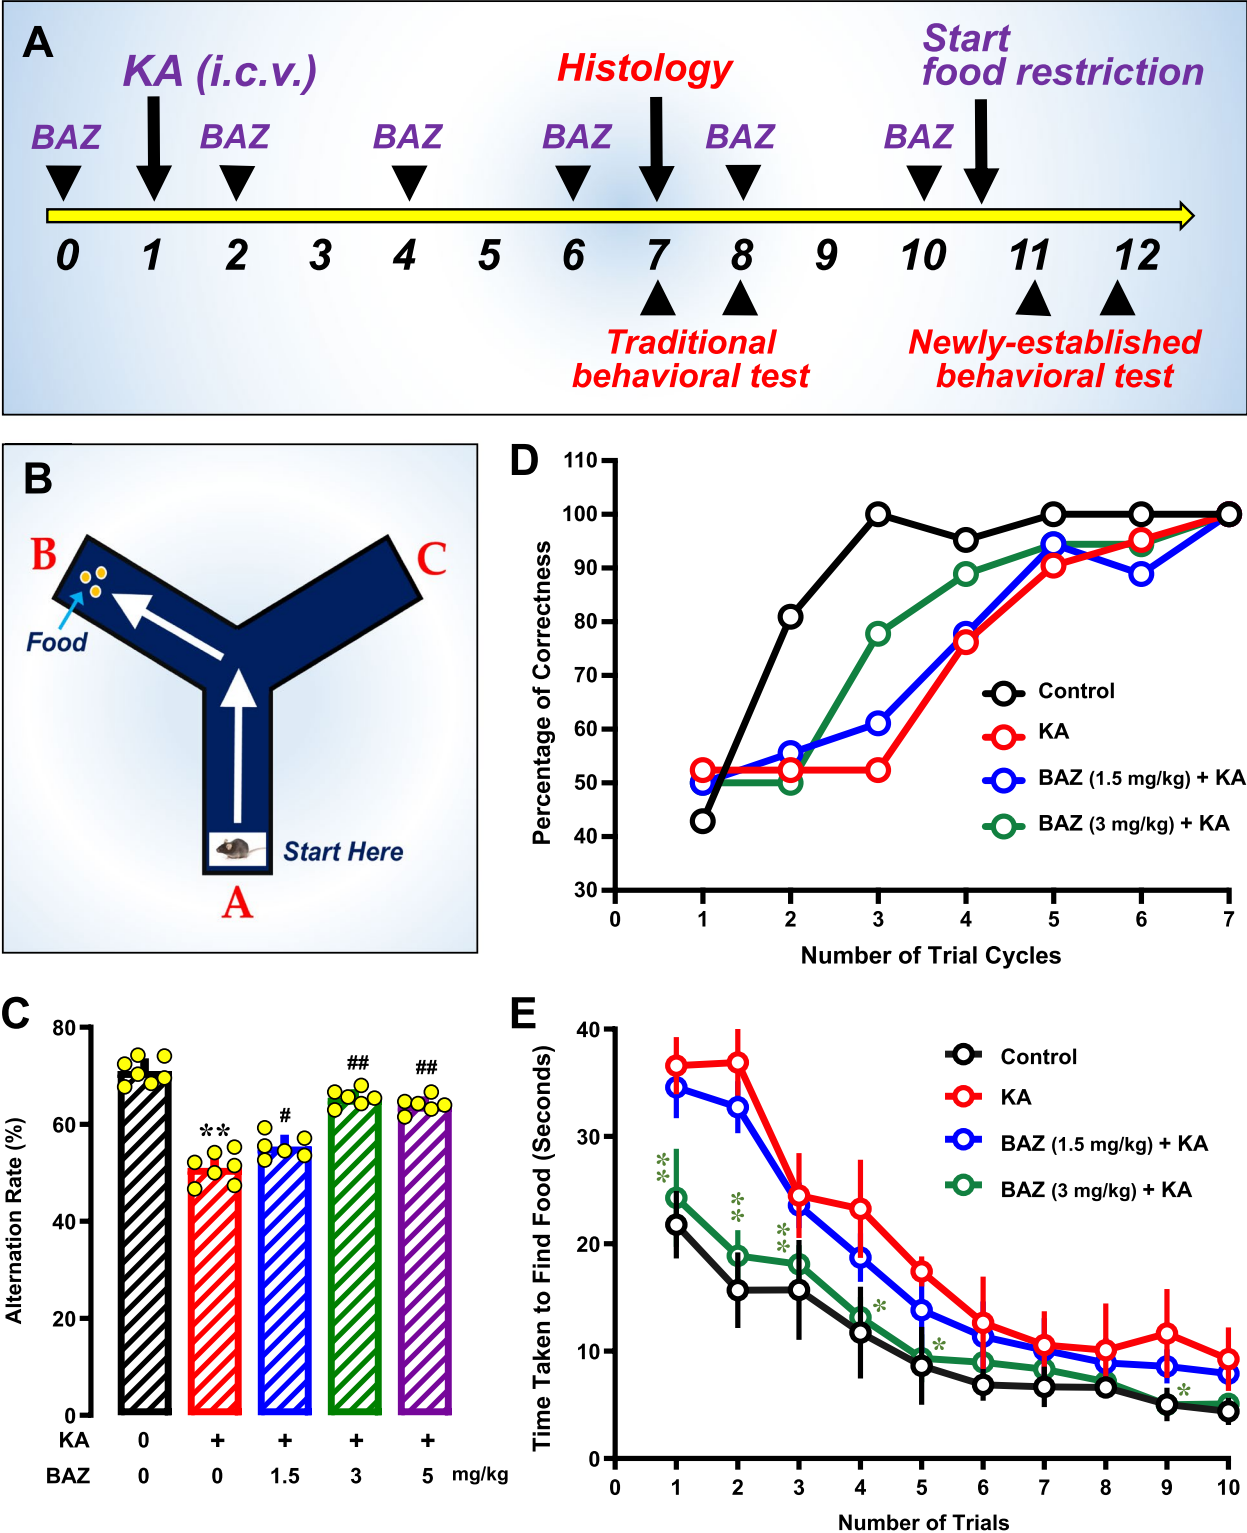 A
KA (i.c.v.)
Histology
Start
food restriction
BAZ BAZ BAZ BAZ BAZ BAZ
0 1 2 3 4 5 6 7 8 9 10 11 12
Traditional
behavioral test
Newly-established
behavioral test
B
B
C
Food
Start Here
A
D
Percentage of Correctness
110
100
90
80
70
60
50
40
30
0 1 2 3 4 5 6 7
Number of Trial Cycles
Control
KA
BAZ (1.5 mg/kg) + KA
BAZ (3 mg/kg) + KA
C
Alternation Rate (%)
80
60
40
20
0
**
#
##
##
KA 0 + + + +
BAZ 0 0 1.5 3 5 mg/kg
E
Time Taken to Find Food (Seconds)
40
30
20
10
0
**
**
**
*
*
*
0 1 2 3 4 5 6 7 8 9 10
Number of Trials
Control
KA
BAZ (1.5 mg/kg) + KA
BAZ (3 mg/kg) + KA